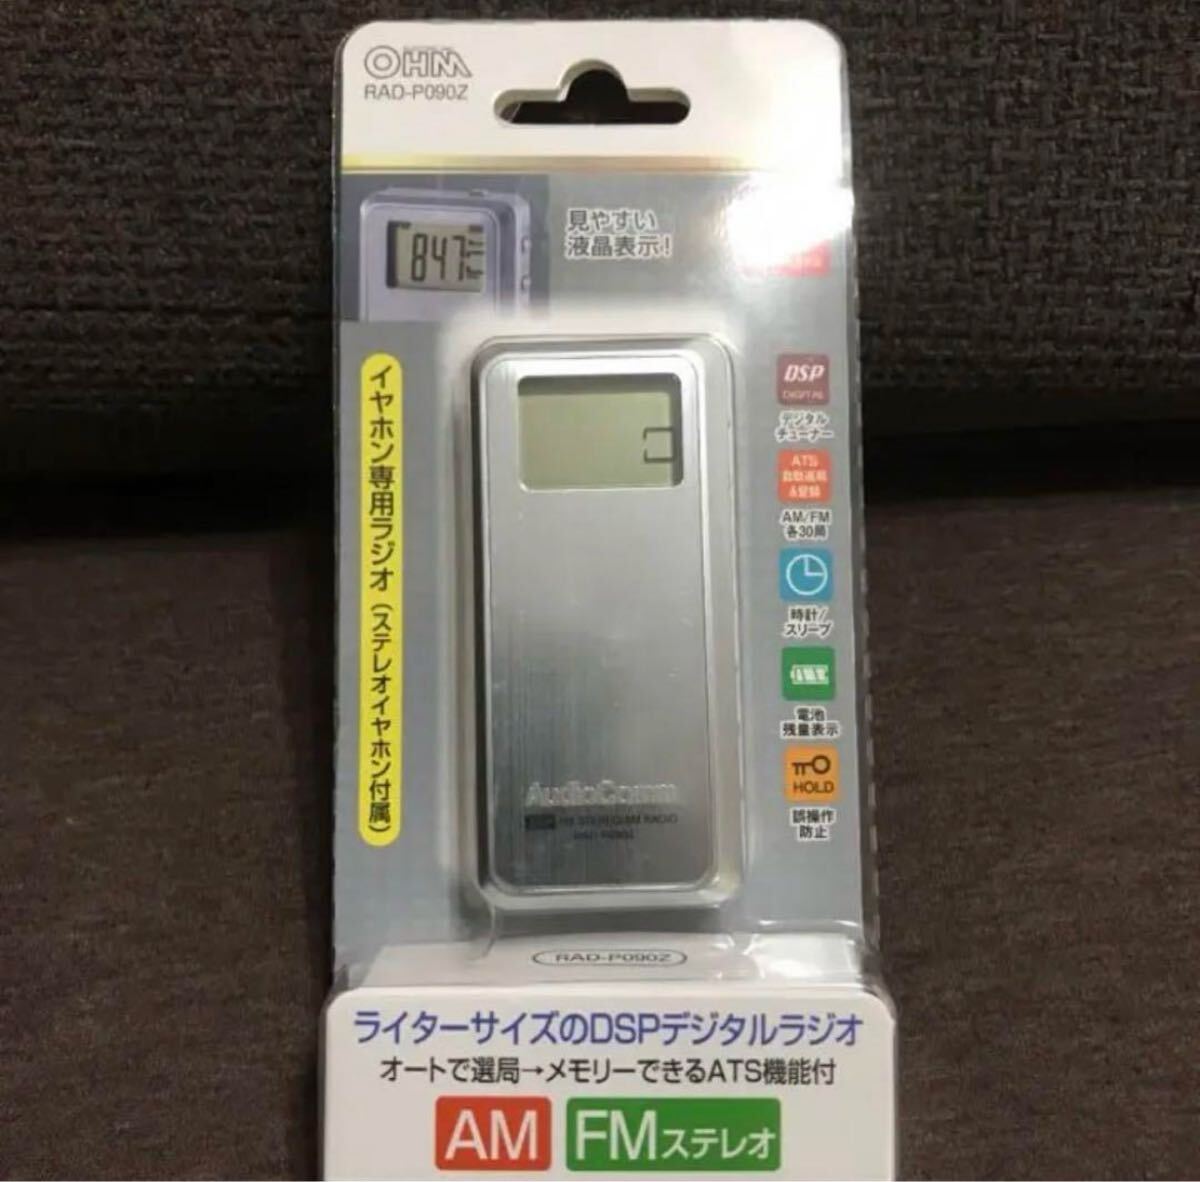 OHM
RAD-P090Z
847
見やすい
液晶表示!
イヤホン専用ラジオ(ステレオイヤホン付属)
DSP
DIGITAL
デジタル
チューナー
ATS
自動選局
&登録
AM/FM
各30局
時計/
スリープ
電池
残量表示
HOLD
誤操作
防止
AudioComm
FM STEREO/AM RADIO
RAD-P090Z
RAD-P090Z
ライターサイズのDSPデジタルラジオ
オートで選局→メモリーできるATS機能付
AM FMステレオ